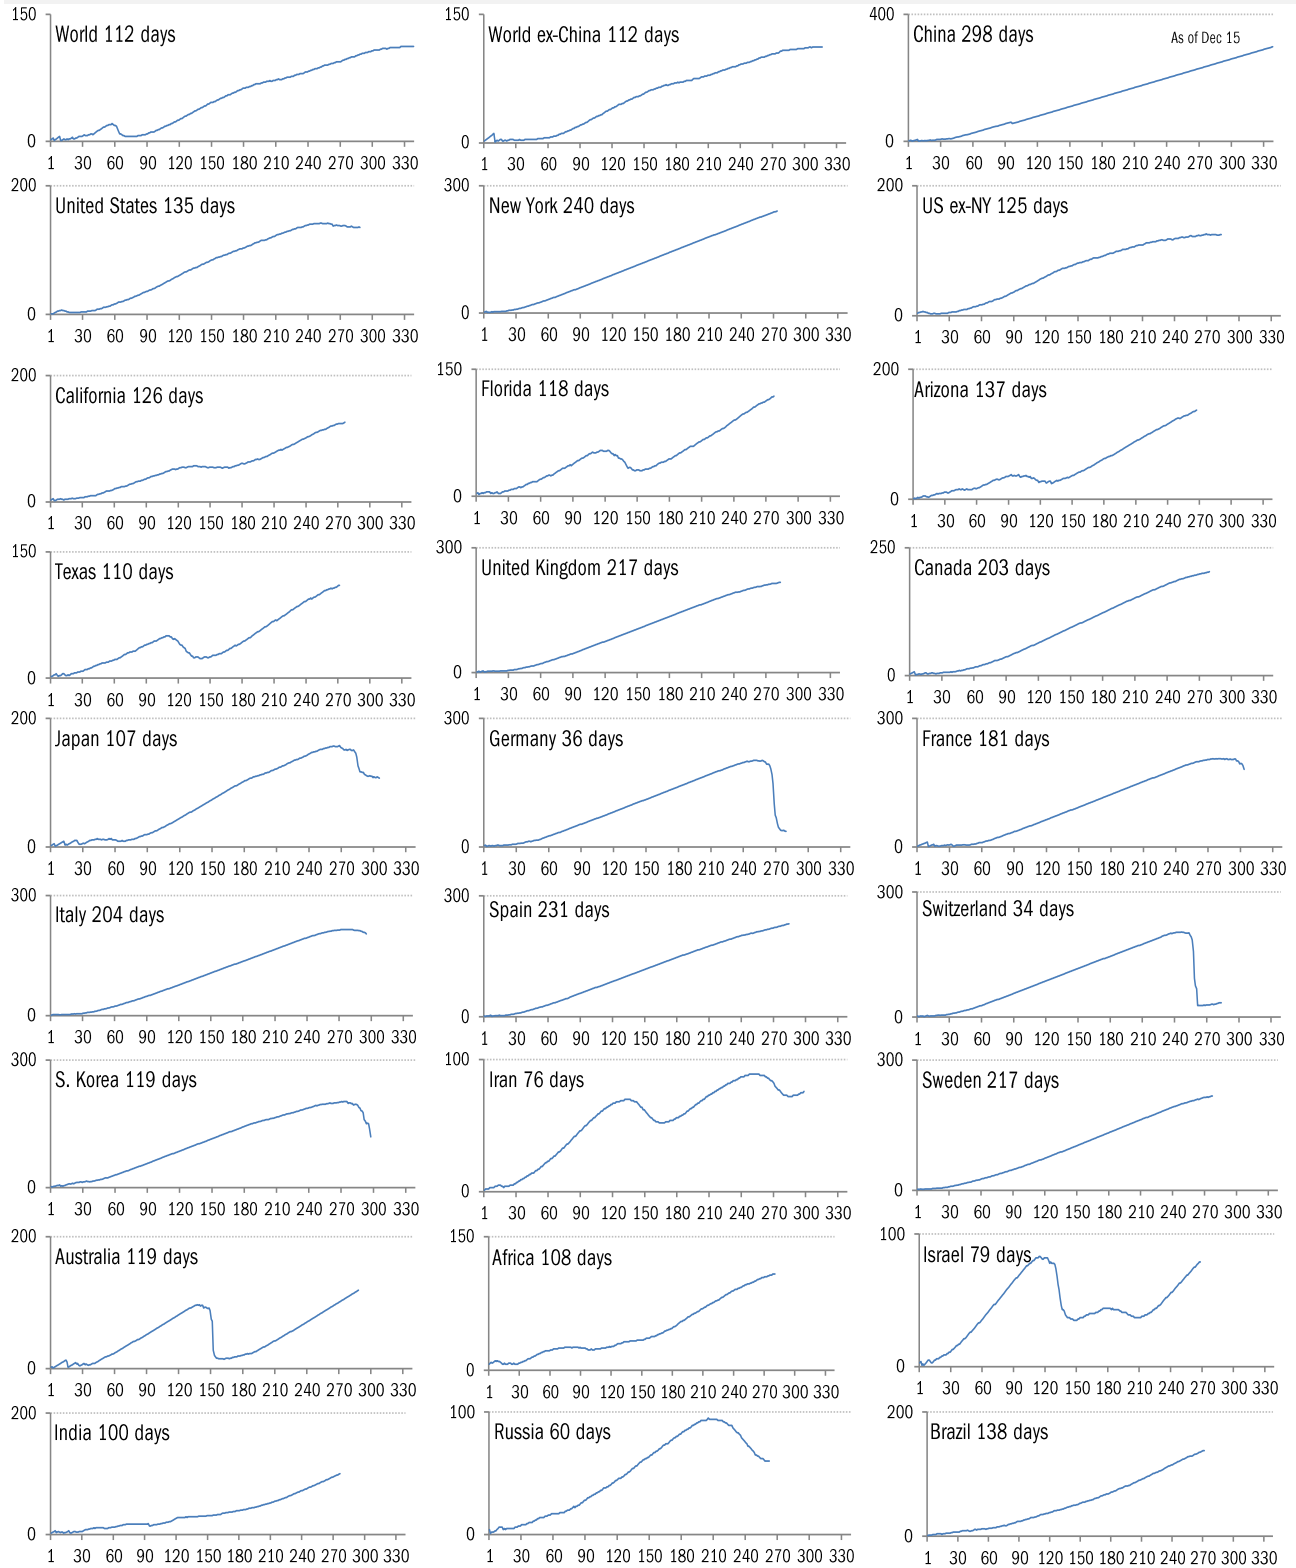 150
World 112 days
0
1 30 60 90 120 150 180 210 240 270 300 330
150
World ex-China 112 days
0
1 30 60 90 120 150 180 210 240 270 300 330
400
China 298 days
As of Dec 15
0
1 30 60 90 120 150 180 210 240 270 300 330
200
United States 135 days
0
1 30 60 90 120 150 180 210 240 270 300 330
300
New York 240 days
0
1 30 60 90 120 150 180 210 240 270 300 330
200
US ex-NY 125 days
0
1 30 60 90 120 150 180 210 240 270 300 330
200
California 126 days
0
1 30 60 90 120 150 180 210 240 270 300 330
150
Florida 118 days
0
1 30 60 90 120 150 180 210 240 270 300 330
200
Arizona 137 days
0
1 30 60 90 120 150 180 210 240 270 300 330
150
Texas 110 days
0
1 30 60 90 120 150 180 210 240 270 300 330
300
United Kingdom 217 days
0
1 30 60 90 120 150 180 210 240 270 300 330
250
Canada 203 days
0
1 30 60 90 120 150 180 210 240 270 300 330
200
Japan 107 days
0
1 30 60 90 120 150 180 210 240 270 300 330
300
Germany 36 days
0
1 30 60 90 120 150 180 210 240 270 300 330
300
France 181 days
0
1 30 60 90 120 150 180 210 240 270 300 330
300
Italy 204 days
0
1 30 60 90 120 150 180 210 240 270 300 330
300
Spain 231 days
0
1 30 60 90 120 150 180 210 240 270 300 330
300
Switzerland 34 days
0
1 30 60 90 120 150 180 210 240 270 300 330
300
S. Korea 119 days
0
1 30 60 90 120 150 180 210 240 270 300 330
100
Iran 76 days
0
1 30 60 90 120 150 180 210 240 270 300 330
300
Sweden 217 days
0
1 30 60 90 120 150 180 210 240 270 300 330
200
Australia 119 days
0
1 30 60 90 120 150 180 210 240 270 300 330
150
Africa 108 days
0
1 30 60 90 120 150 180 210 240 270 300 330
100
Israel 79 days
0
1 30 60 90 120 150 180 210 240 270 300 330
200
India 100 days
0
1 30 60 90 120 150 180 210 240 270 300 330
100
Russia 60 days
0
1 30 60 90 120 150 180 210 240 270 300 330
200
Brazil 138 days
0
1 30 60 90 120 150 180 210 240 270 300 330